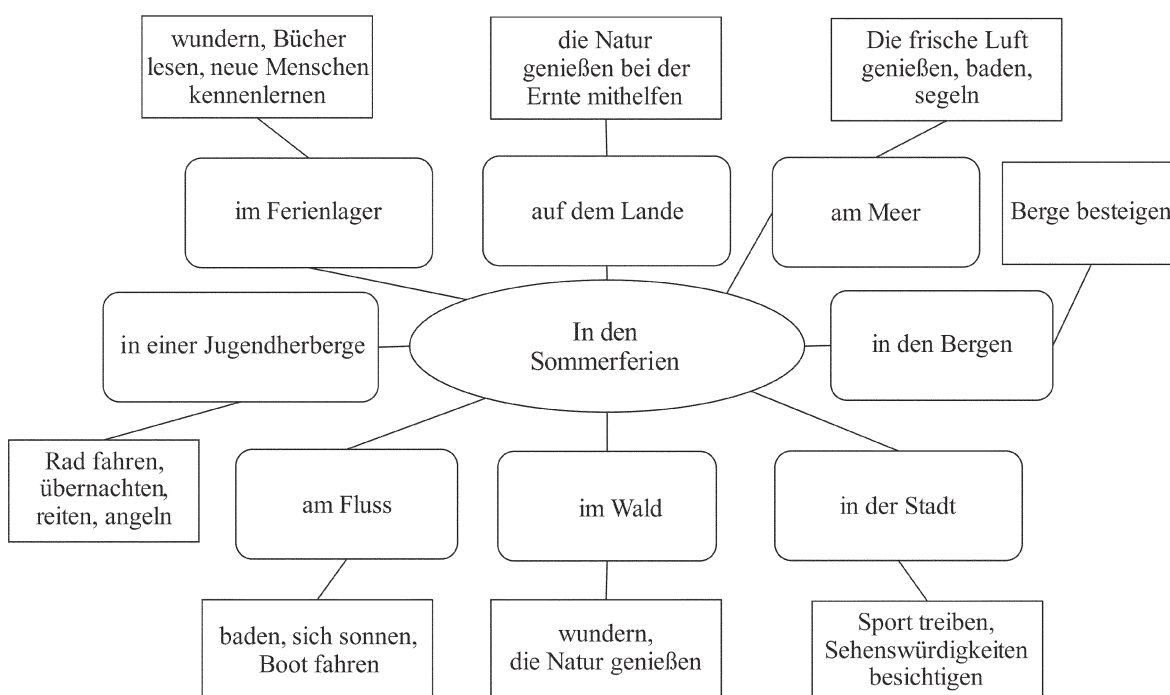 wundern, Bücher
lesen, neue Menschen
kennenlernen
die Natur
genießen bei der
Ernte mithelfen
Die frische Luft
genießen, baden,
segeln
im Ferienlager
auf dem Lande
am Meer
Berge besteigen
in einer Jugendherberge
In den
Sommerferien
in den Bergen
Rad fahren,
übernachten,
reiten, angeln
am Fluss
im Wald
in der Stadt
baden, sich sonnen,
Boot fahren
wundern,
die Natur genießen
Sport treiben,
Sehenswürdigkeiten
besichtigen